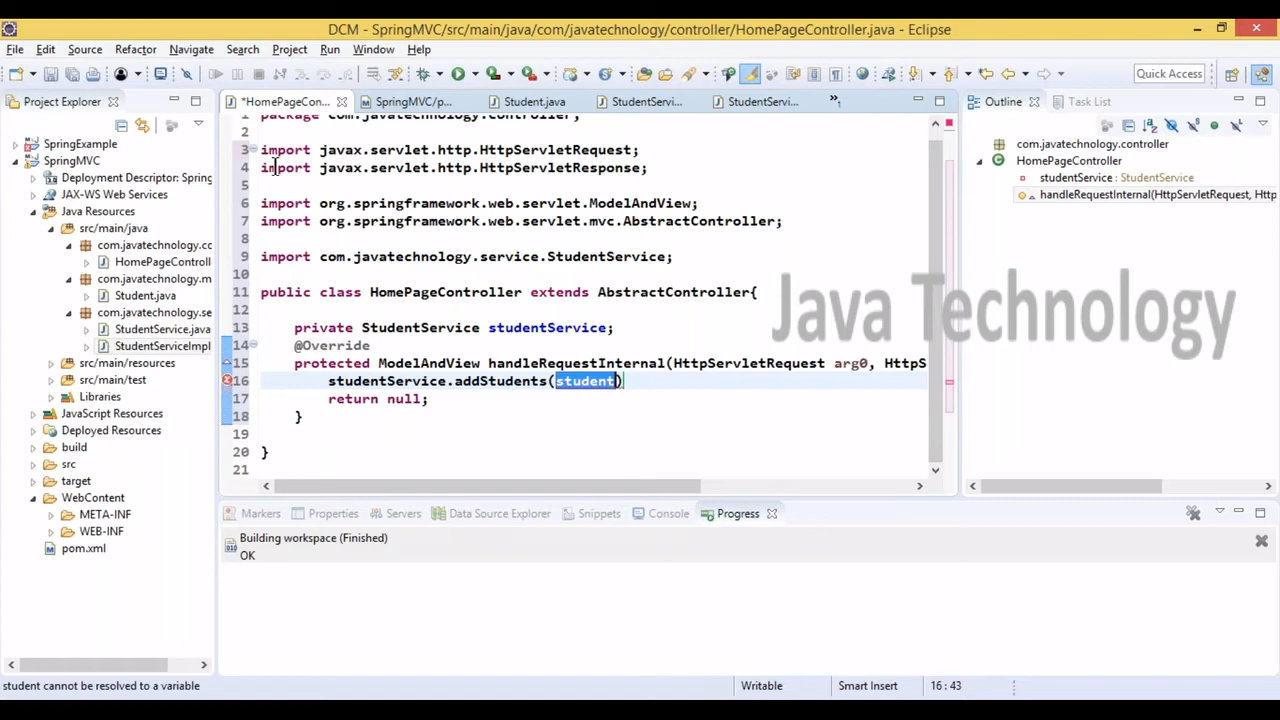 DCM - SpringMVC/src/main/java/com/javatechnology/controller/HomePageController.java - Eclipse
File Edit Source Refactor Navigate Search Project Run Window Help
Quick Access
Project Explorer
*HomePageCon...
SpringMVC/p...
Student.java
StudentServi...
StudentServi...
»1
Outline
Task List
SpringExample
SpringMVC
Deployment Descriptor: Spring
JAX-WS Web Services
Java Resources
src/main/java
com.javatechnology.cc
HomePageControll
com.javatechnology.m
Student.java
com.javatechnology.se
StudentService.java
StudentServiceImpl
src/main/resources
src/main/test
Libraries
JavaScript Resources
Deployed Resources
build
src
target
WebContent
META-INF
WEB-INF
pom.xml
1 package com.javatechnology.controller;
2
3 import javax.servlet.http.HttpServletRequest;
4 import javax.servlet.http.HttpServletResponse;
5
6 import org.springframework.web.servlet.ModelAndView;
7 import org.springframework.web.servlet.mvc.AbstractController;
8
9 import com.javatechnology.service.StudentService;
10
11 public class HomePageController extends AbstractController{
12
13 private StudentService studentService;
14 @Override
15 protected ModelAndView handleRequestInternal(HttpServletRequest arg0, HttpS
16 studentService.addStudents(student)
17 return null;
18 }
19
20 }
21
com.javatechnology.controller
HomePageController
studentService : StudentService
handleRequestInternal(HttpServletRequest, Http
Java Technology
Markers Properties Servers Data Source Explorer Snippets Console Progress
Building workspace (Finished)
OK
student cannot be resolved to a variable
Writable
Smart Insert
16 : 43